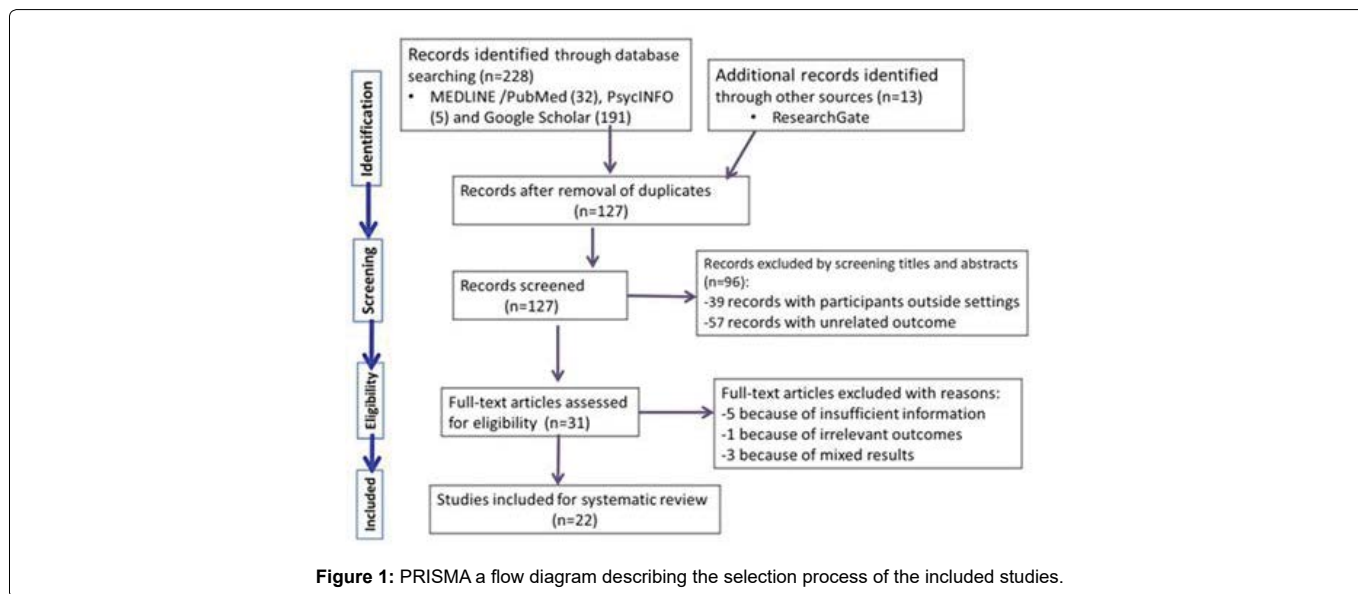 Records identified through database
searching (n=228)
• MEDLINE /PubMed (32), PsycINFO
(5) and Google Scholar (191)
Additional records identified
through other sources (n=13)
• ResearchGate
Identification
Records after removal of duplicates
(n=127)
Screening
Records screened
(n=127)
Records excluded by screening titles and abstracts
(n=96):
-39 records with participants outside settings
-57 records with unrelated outcome
Eligibility
Full-text articles assessed
for eligibility (n=31)
Full-text articles excluded with reasons:
-5 because of insufficient information
-1 because of irrelevant outcomes
-3 because of mixed results
Included
Studies included for systematic review
(n=22)
Figure 1: PRISMA a flow diagram describing the selection process of the included studies.